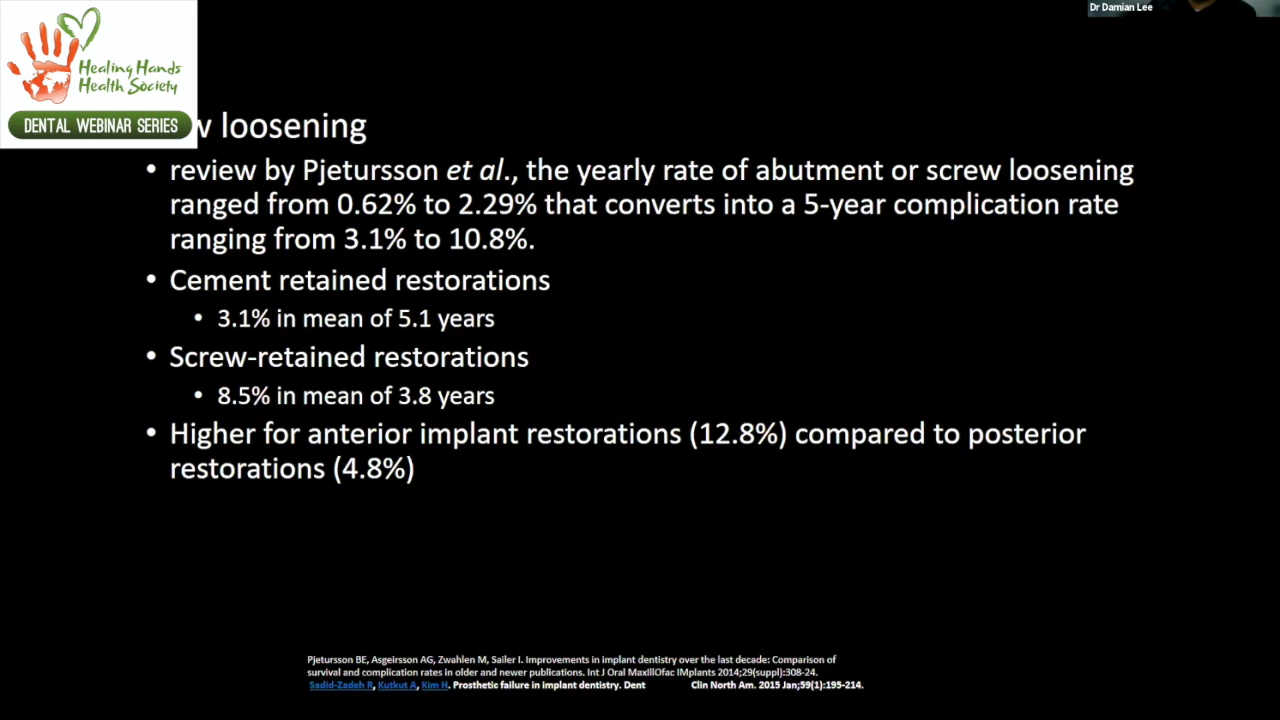 Dr Damian Lee
Healing Hands
Health Society
DENTAL WEBINAR SERIES
w loosening
• review by Pjetursson et al., the yearly rate of abutment or screw loosening
ranged from 0.62% to 2.29% that converts into a 5-year complication rate
ranging from 3.1% to 10.8%.
• Cement retained restorations
• 3.1% in mean of 5.1 years
• Screw-retained restorations
• 8.5% in mean of 3.8 years
• Higher for anterior implant restorations (12.8%) compared to posterior
restorations (4.8%)
Pjetursson BE, Asgeirsson AG, Zwahlen M, Sailer I. Improvements in implant dentistry over the last decade: Comparison of
survival and complication rates in older and newer publications. Int J Oral MaxIllOfac IMplants 2014;29(suppl):308-24.
Sadid-Zadeh R, Kutkut A, Kim H. Prosthetic failure in implant dentistry. Dent Clin North Am. 2015 Jan;59(1):195-214.